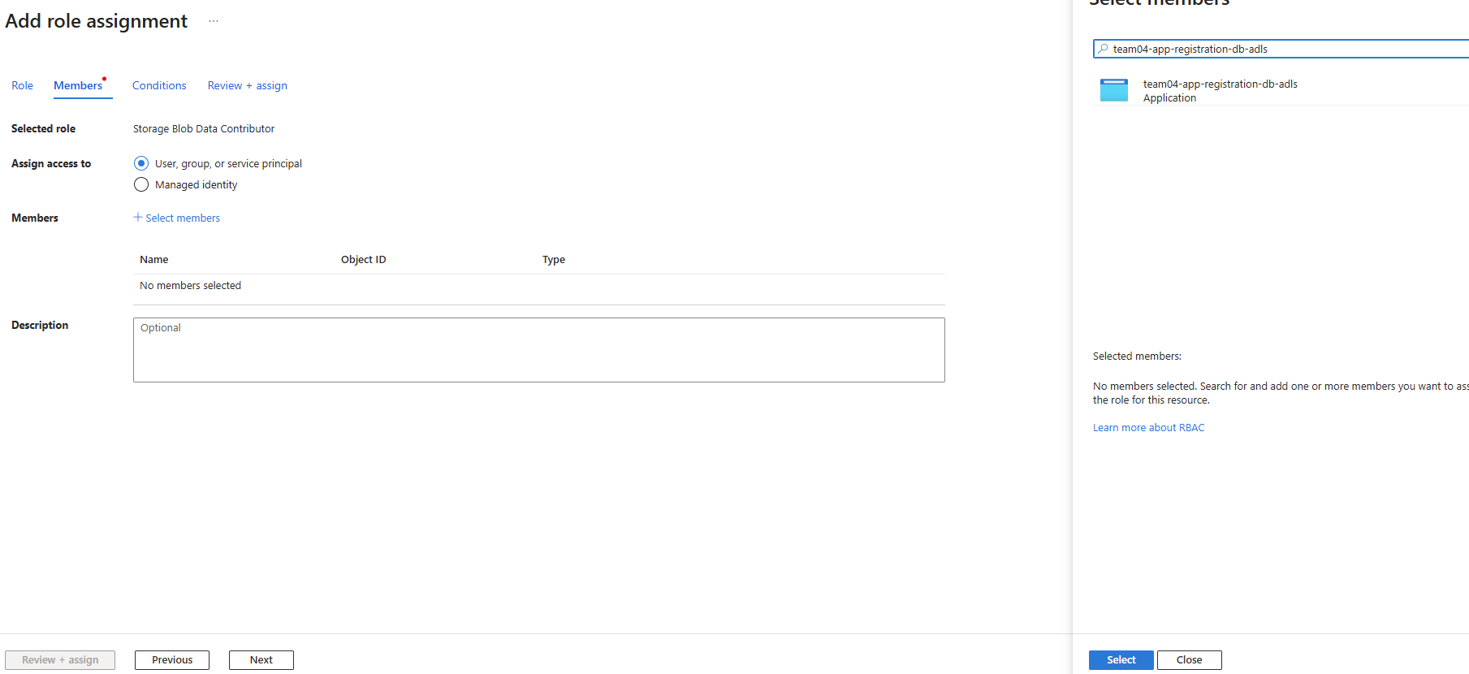 Add role assignment ...
Role Members Conditions Review + assign
Selected role Storage Blob Data Contributor
Assign access to User, group, or service principal
Managed identity
Members + Select members
Name Object ID Type
No members selected
Description Optional
Review + assign Previous Next
Select members
team04-app-registration-db-adls
team04-app-registration-db-adls
Application
Selected members:
No members selected. Search for and add one or more members you want to ass
the role for this resource.
Learn more about RBAC
Select Close